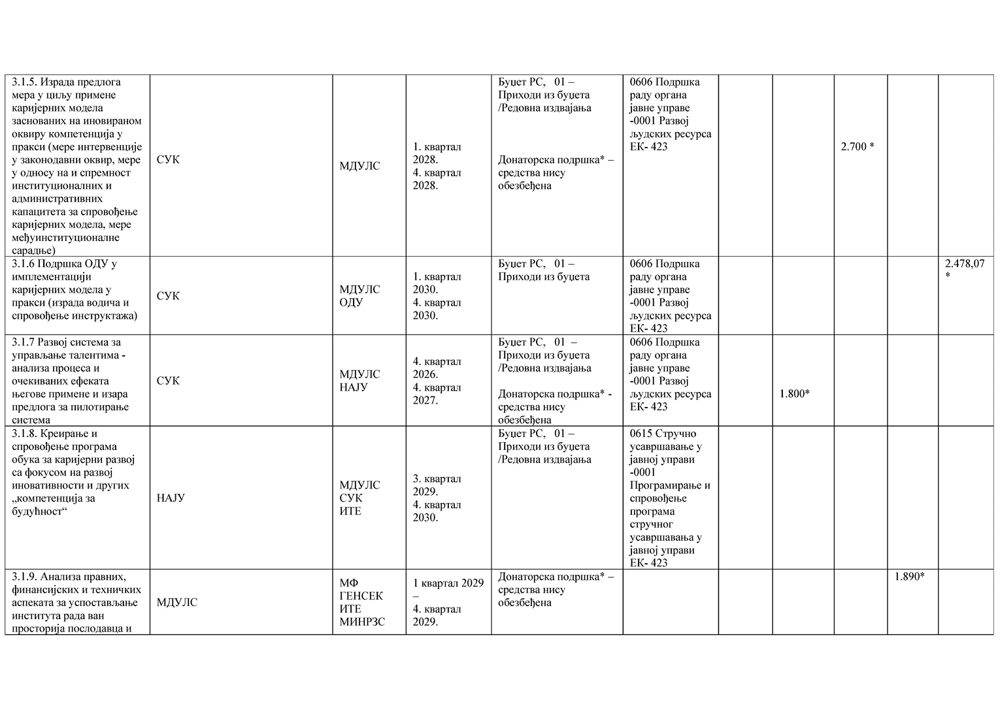 3.1.5. Израда предлога
мера у циљу примене
каријерних модела
заснованих на иновираном
оквиру компетенција у
пракси (мере интервенције
у законодавни оквир, мере
у односу на и спремност
институционалних и
административних
капацитета за спровођење
каријерних модела, мере
међуинституционалне
сарадње)
СУК
МДУЛС
1. квартал
2028.
4. квартал
2028.
Буџет РС, 01 –
Приходи из буџета
/Редовна издвајања
Донаторска подршка* –
средства нису
обезбеђена
0606 Подршка
раду органа
јавне управе
-0001 Развој
људских ресурса
ЕК- 423
2.700 *
3.1.6 Подршка ОДУ у
имплементацији
каријерних модела у
пракси (израда водича и
спровођење инструктажа)
СУК
МДУЛС
ОДУ
1. квартал
2030.
4. квартал
2030.
Буџет РС, 01 –
Приходи из буџета
0606 Подршка
раду органа
јавне управе
-0001 Развој
људских ресурса
ЕК- 423
2.478,07
*
3.1.7 Развој система за
управљање талентима -
анализа процеса и
очекиваних ефеката
његове примене и изара
предлога за пилотирање
система
СУК
МДУЛС
НАЈУ
4. квартал
2026.
4. квартал
2027.
Буџет РС, 01 –
Приходи из буџета
/Редовна издвајања
Донаторска подршка* -
средства нису
обезбеђена
0606 Подршка
раду органа
јавне управе
-0001 Развој
људских ресурса
ЕК- 423
1.800*
3.1.8. Креирање и
спровођење програма
обука за каријерни развој
са фокусом на развој
иновативности и других
„компетенција за
будућност“
НАЈУ
МДУЛС
СУК
ИТЕ
3. квартал
2029.
4. квартал
2030.
Буџет РС, 01 –
Приходи из буџета
/Редовна издвајања
0615 Стручно
усавршавање у
јавној управи
-0001
Програмирање и
спровођење
програма
стручног
усавршавања у
јавној управи
ЕК- 423
3.1.9. Анализа правних,
финансијских и техничких
аспеката за успостављање
института рада ван
просторија послодавца и
МДУЛС
МФ
ГЕНСЕК
ИТЕ
МИНРЗС
1 квартал 2029
–
4. квартал
2029.
Донаторска подршка* –
средства нису
обезбеђена
1.890*